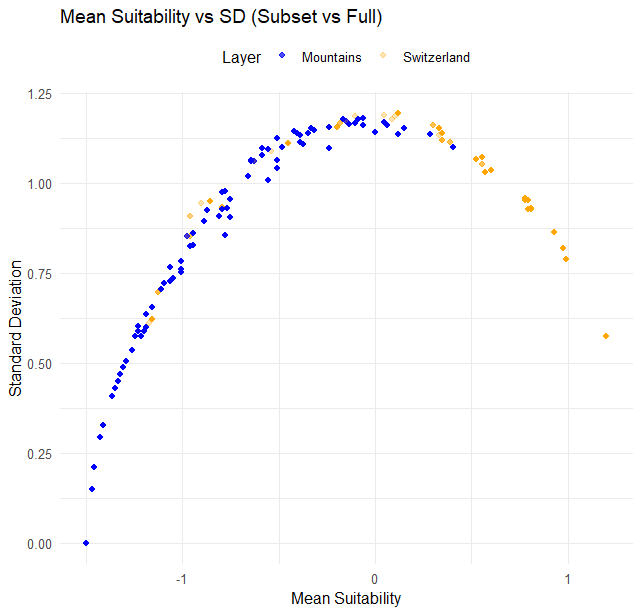 Mean Suitability vs SD (Subset vs Full)
Layer Mountains Switzerland
1.25
1.00
0.75
0.50
0.25
0.00
Standard Deviation
-1 0 1
Mean Suitability